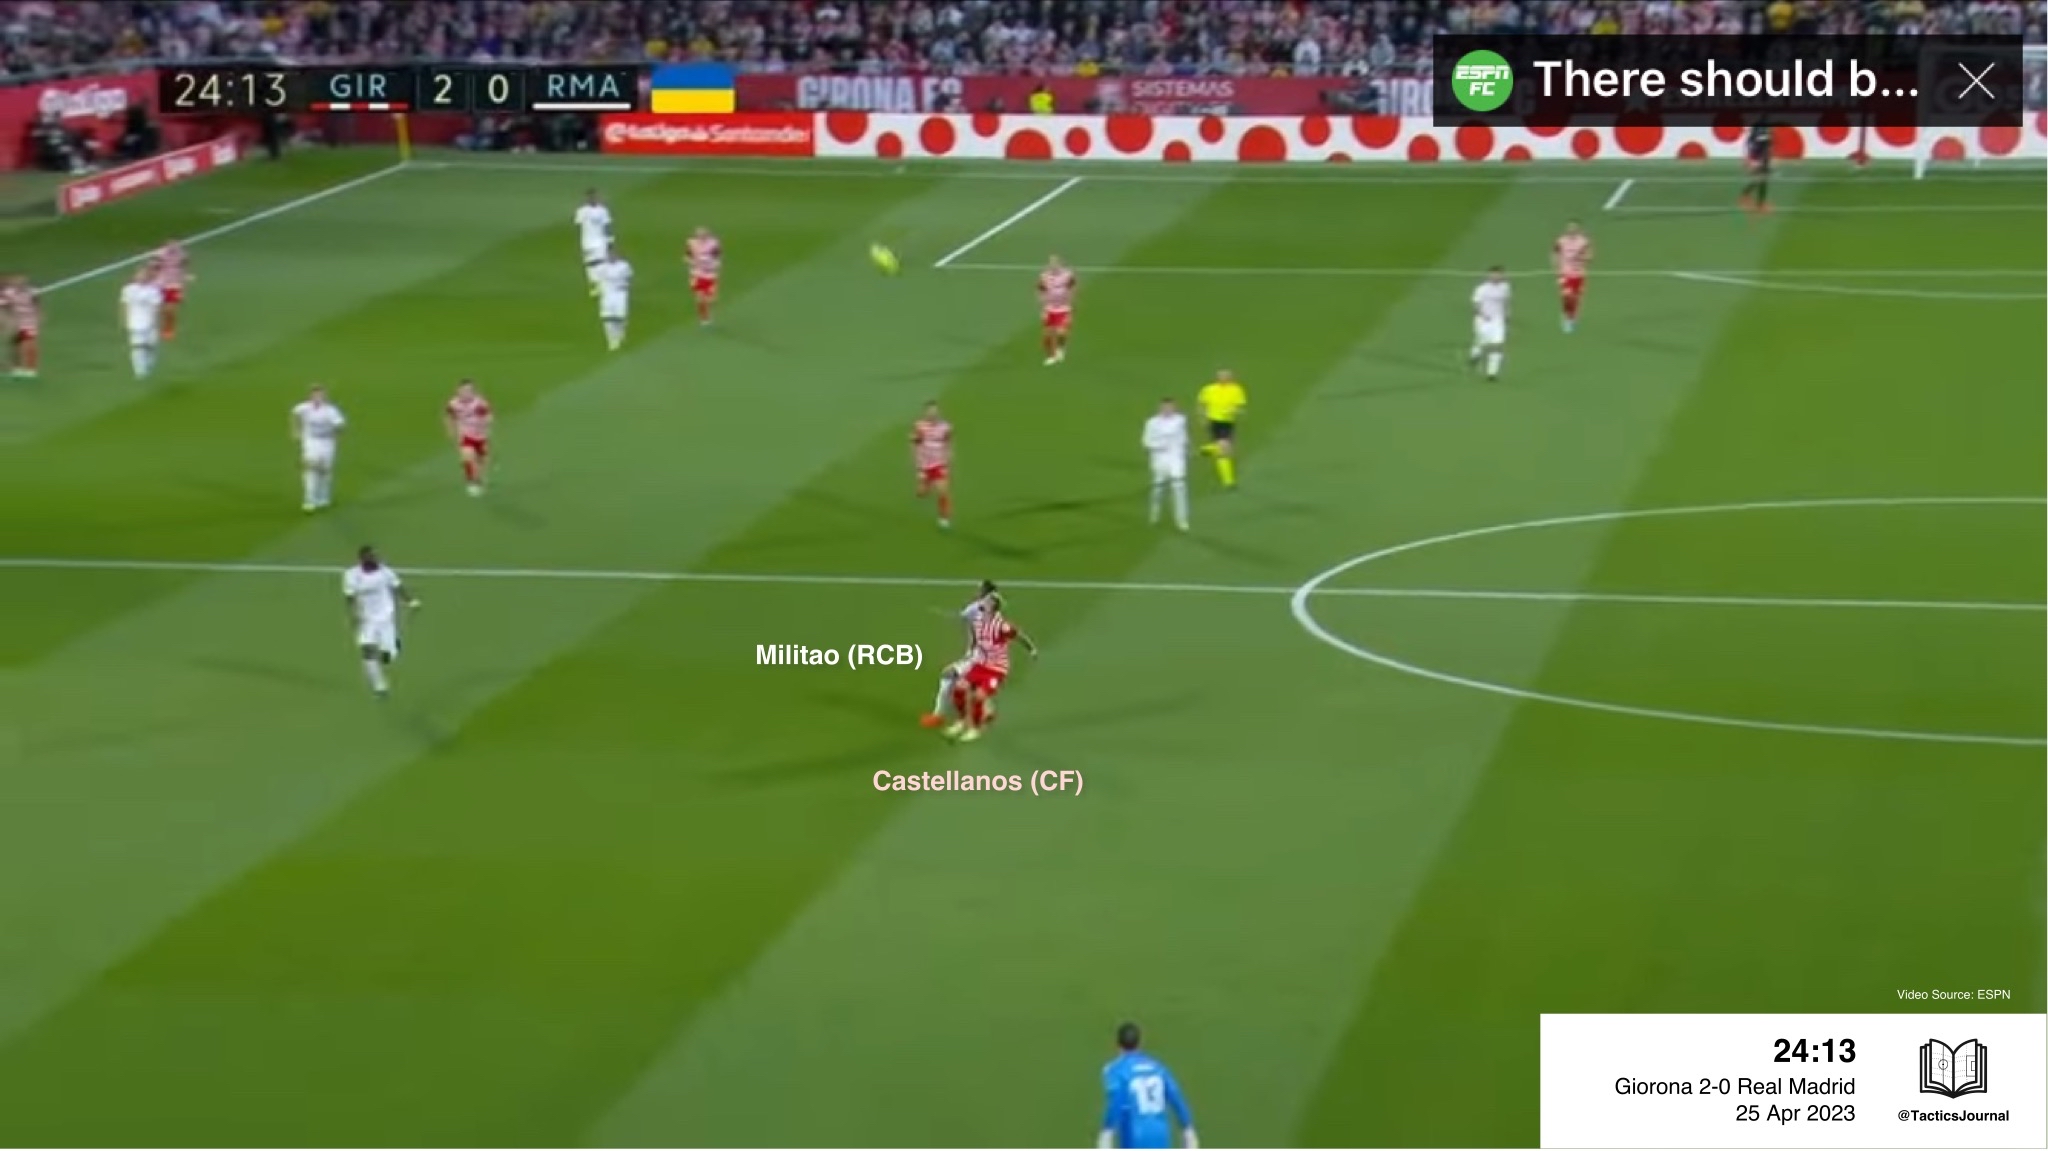 24:13 GIR 2 0 RMA
ESPN FC There should b...
GIRONA FC
SISTEMAS
LaLiga
LaLiga Santander
Militao (RCB)
Castellanos (CF)
13
Video Source: ESPN
24:13
Giorona 2-0 Real Madrid
25 Apr 2023
@TacticsJournal